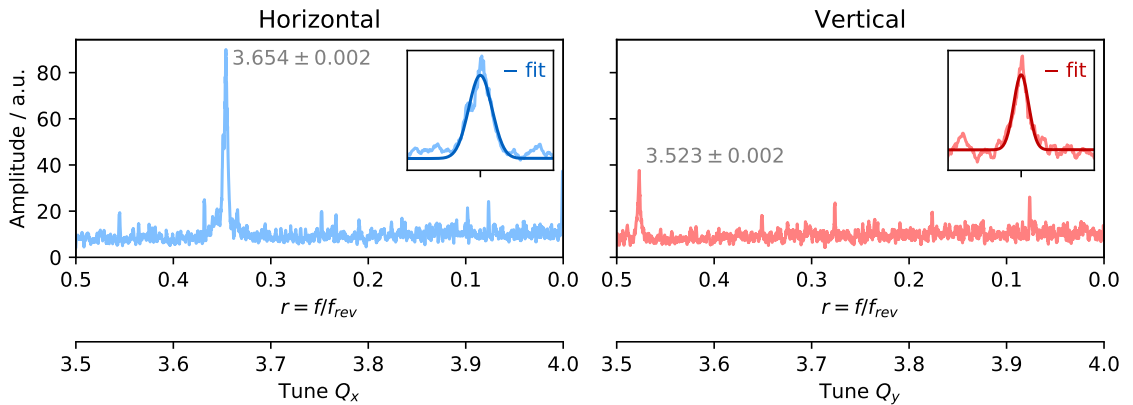 Horizontal
Vertical
Amplitude / a.u.
80
60
40
20
0
3.654 ± 0.002
– fit
3.523 ± 0.002
– fit
0.5 0.4 0.3 0.2 0.1 0.0
r = f/f_rev
0.5 0.4 0.3 0.2 0.1 0.0
r = f/f_rev
3.5 3.6 3.7 3.8 3.9 4.0
Tune Q_x
3.5 3.6 3.7 3.8 3.9 4.0
Tune Q_y